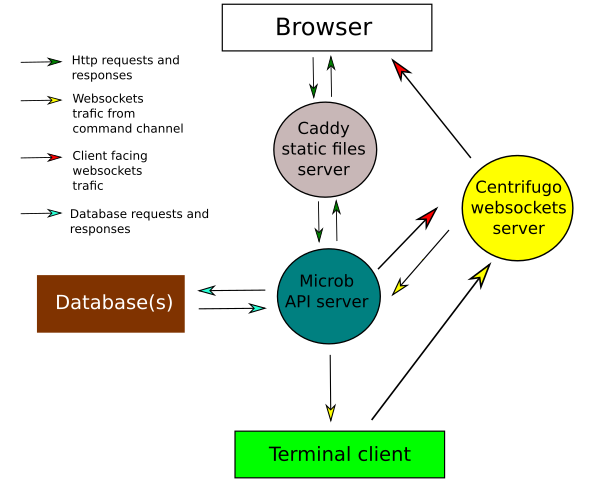 Browser
Http requests and
responses
Websockets
trafic from
command channel
Client facing
websockets
trafic
Database requests and
responses
Caddy
static files
server
Centrifugo
websockets
server
Microb
API server
Database(s)
Terminal client